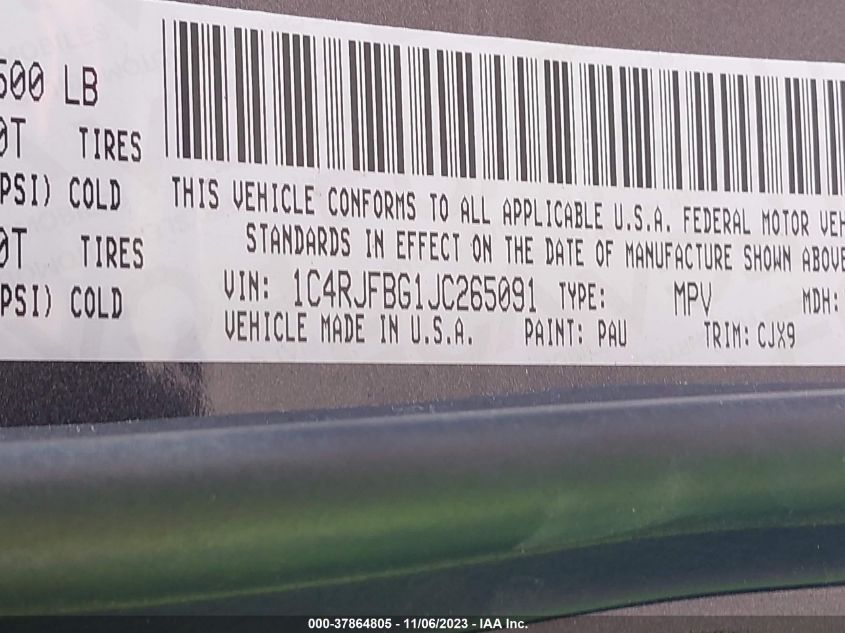 500 LB
0T TIRES
PSI) COLD
0T TIRES
PSI) COLD
THIS VEHICLE CONFORMS TO ALL APPLICABLE U.S.A. FEDERAL MOTOR VEH
STANDARDS IN EFFECT ON THE DATE OF MANUFACTURE SHOWN ABOVE
VIN: 1C4RJFBG1JC265091 TYPE: MPV MDH:
VEHICLE MADE IN U.S.A. PAINT: PAU TRIM: CJX9
000-37864805 - 11/06/2023 - IAA Inc.